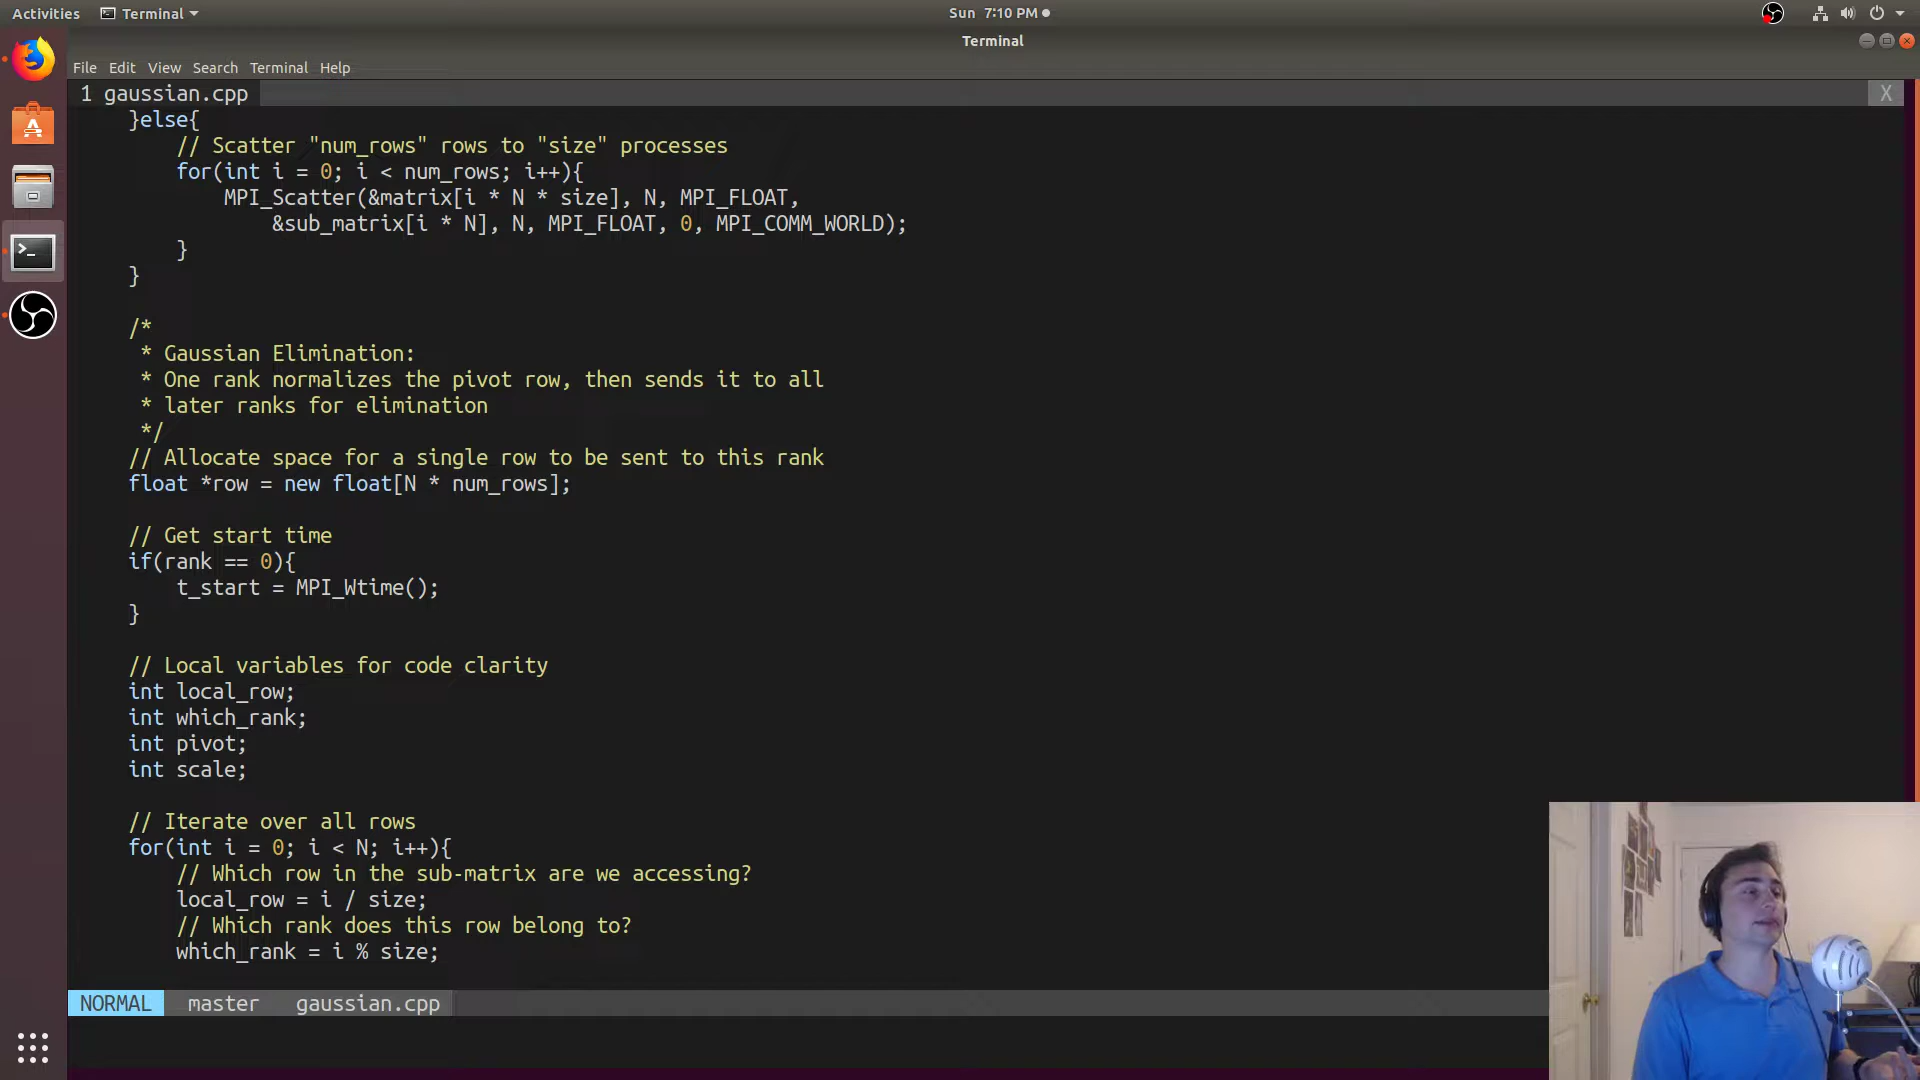 Activities Terminal Sun 7:10 PM
Terminal
File Edit View Search Terminal Help
1 gaussian.cpp X
}else{
// Scatter "num_rows" rows to "size" processes
for(int i = 0; i < num_rows; i++){
MPI_Scatter(&matrix[i * N * size], N, MPI_FLOAT,
&sub_matrix[i * N], N, MPI_FLOAT, 0, MPI_COMM_WORLD);
}
}
/*
* Gaussian Elimination:
* One rank normalizes the pivot row, then sends it to all
* later ranks for elimination
*/
// Allocate space for a single row to be sent to this rank
float *row = new float[N * num_rows];
// Get start time
if(rank == 0){
t_start = MPI_Wtime();
}
// Local variables for code clarity
int local_row;
int which_rank;
int pivot;
int scale;
// Iterate over all rows
for(int i = 0; i < N; i++){
// Which row in the sub-matrix are we accessing?
local_row = i / size;
// Which rank does this row belong to?
which_rank = i % size;
NORMAL master gaussian.cpp